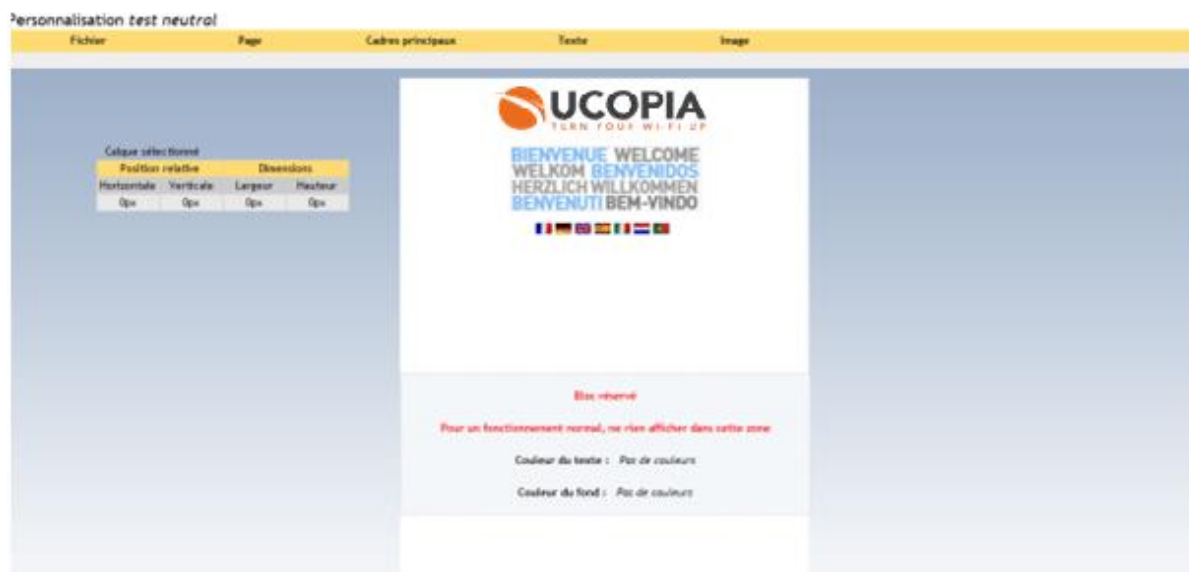 Personnalisation test neutral
Fichier Page Cadres principaux Texte Image
UCOPIA
TURN YOUR WI-FI UP
BIENVENUE WELCOME
WELKOM BENVENIDOS
HERZLICH WILLKOMMEN
BENVENUTI BEM-VINDO
Calque sélectionné
Position relative Dimensions
Horizontale Verticale Largeur Hauteur
0px 0px 0px 0px
Bloc réservé
Pour un fonctionnement normal, ne rien afficher dans cette zone
Couleur du texte : Pas de couleurs
Couleur du fond : Pas de couleurs